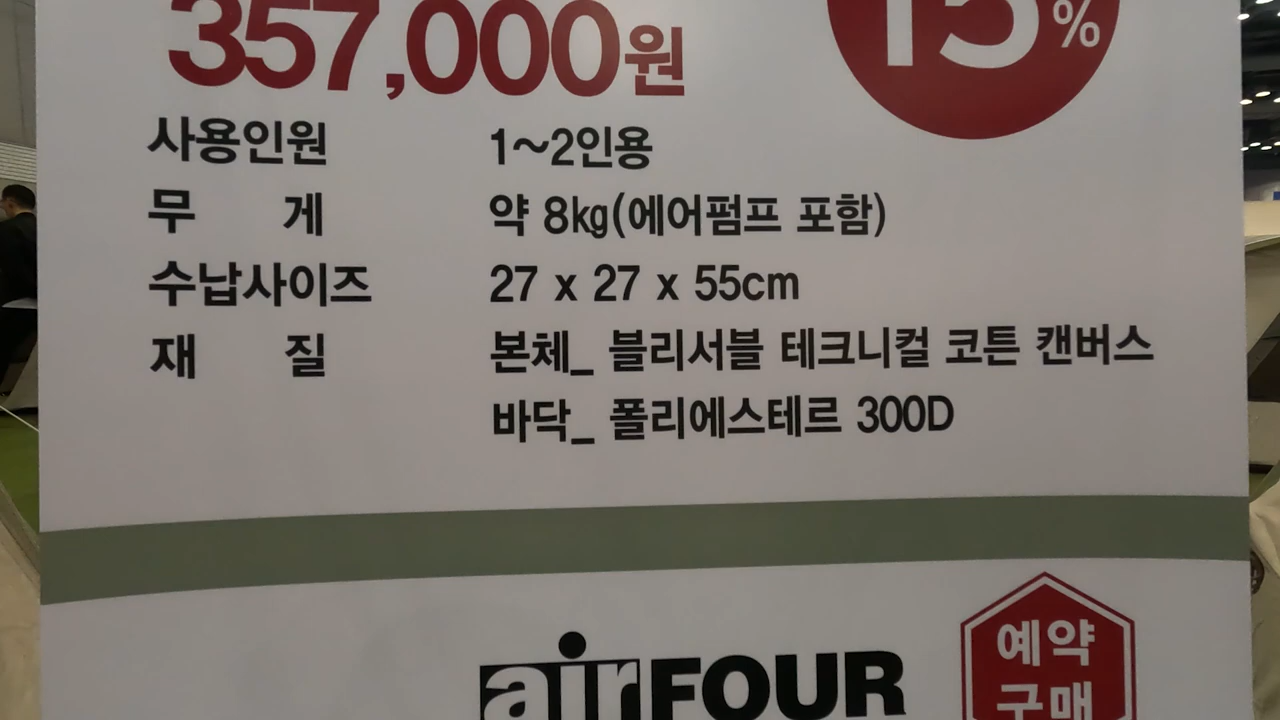 357,000원
15%
사용인원 1~2인용
무 게 약 8kg(에어펌프 포함)
수납사이즈 27 x 27 x 55cm
재 질 본체_ 블리서블 테크니컬 코튼 캔버스
바닥_ 폴리에스테르 300D
airFOUR
예약
구매